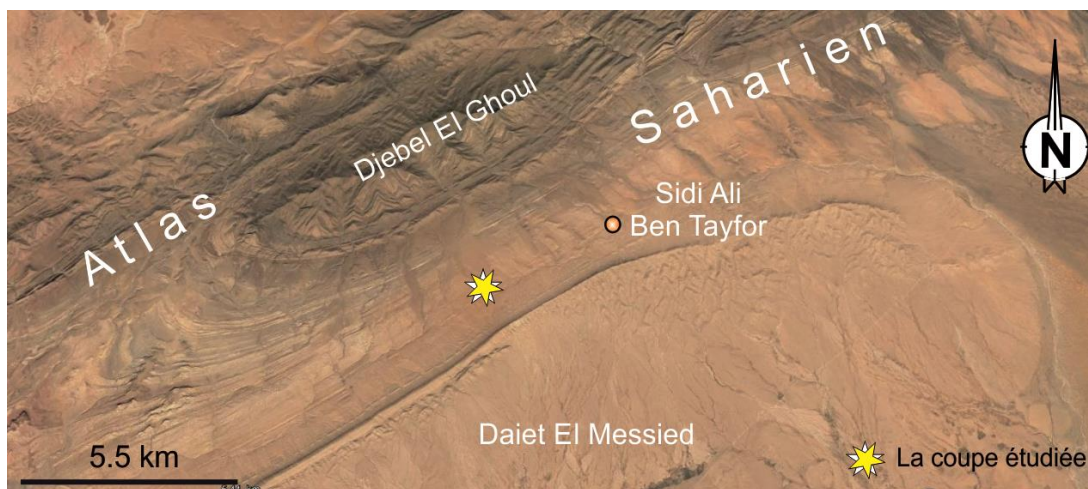 Atlas Saharien
Djebel El Ghoul
N
Sidi Ali
Ben Tayfor
Daiet El Messied
5.5 km
La coupe étudiée